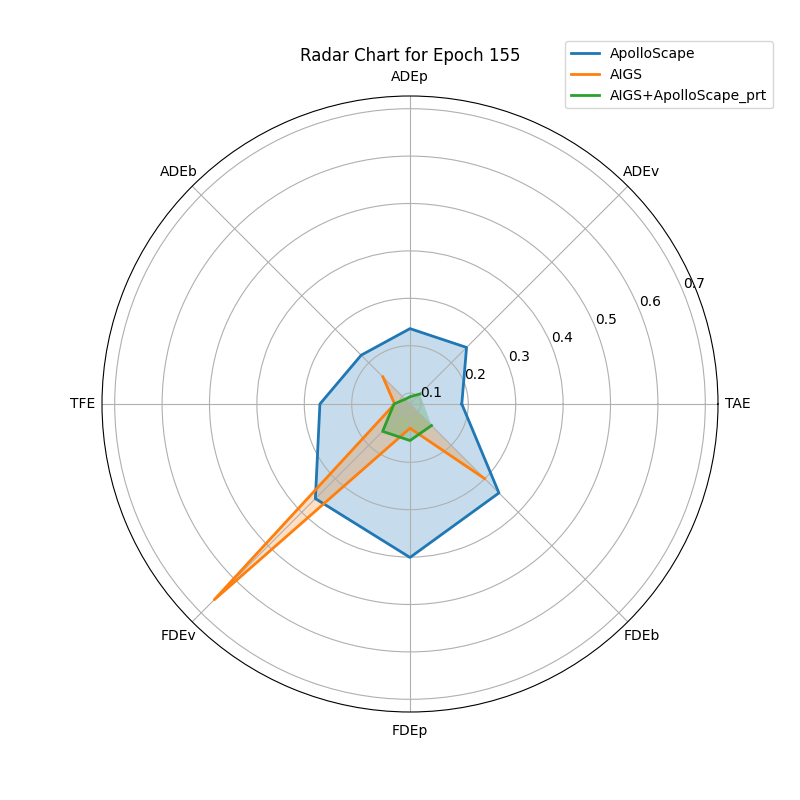 Radar Chart for Epoch 155
ApolloScape
AIGS
AIGS+ApolloScape_prt
ADEp
ADEb
ADEv
0.7
0.6
0.5
0.4
0.3
0.2
0.1
TFE
TAE
FDEv
FDEb
FDEp